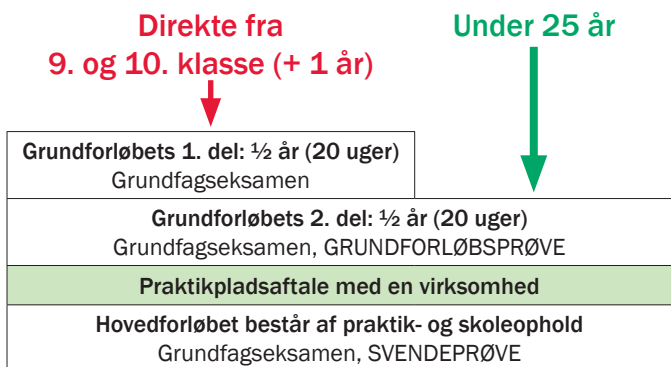 Direkte fra
9. og 10. klasse (+ 1 år)
Under 25 år
Grundforløbets 1. del: ½ år (20 uger)
Grundfagseksamen
Grundforløbets 2. del: ½ år (20 uger)
Grundfagseksamen, GRUNDFORLØBSPRØVE
Praktikpladsaftale med en virksomhed
Hovedforløbet består af praktik- og skoleophold
Grundfagseksamen, SVENDEPRØVE